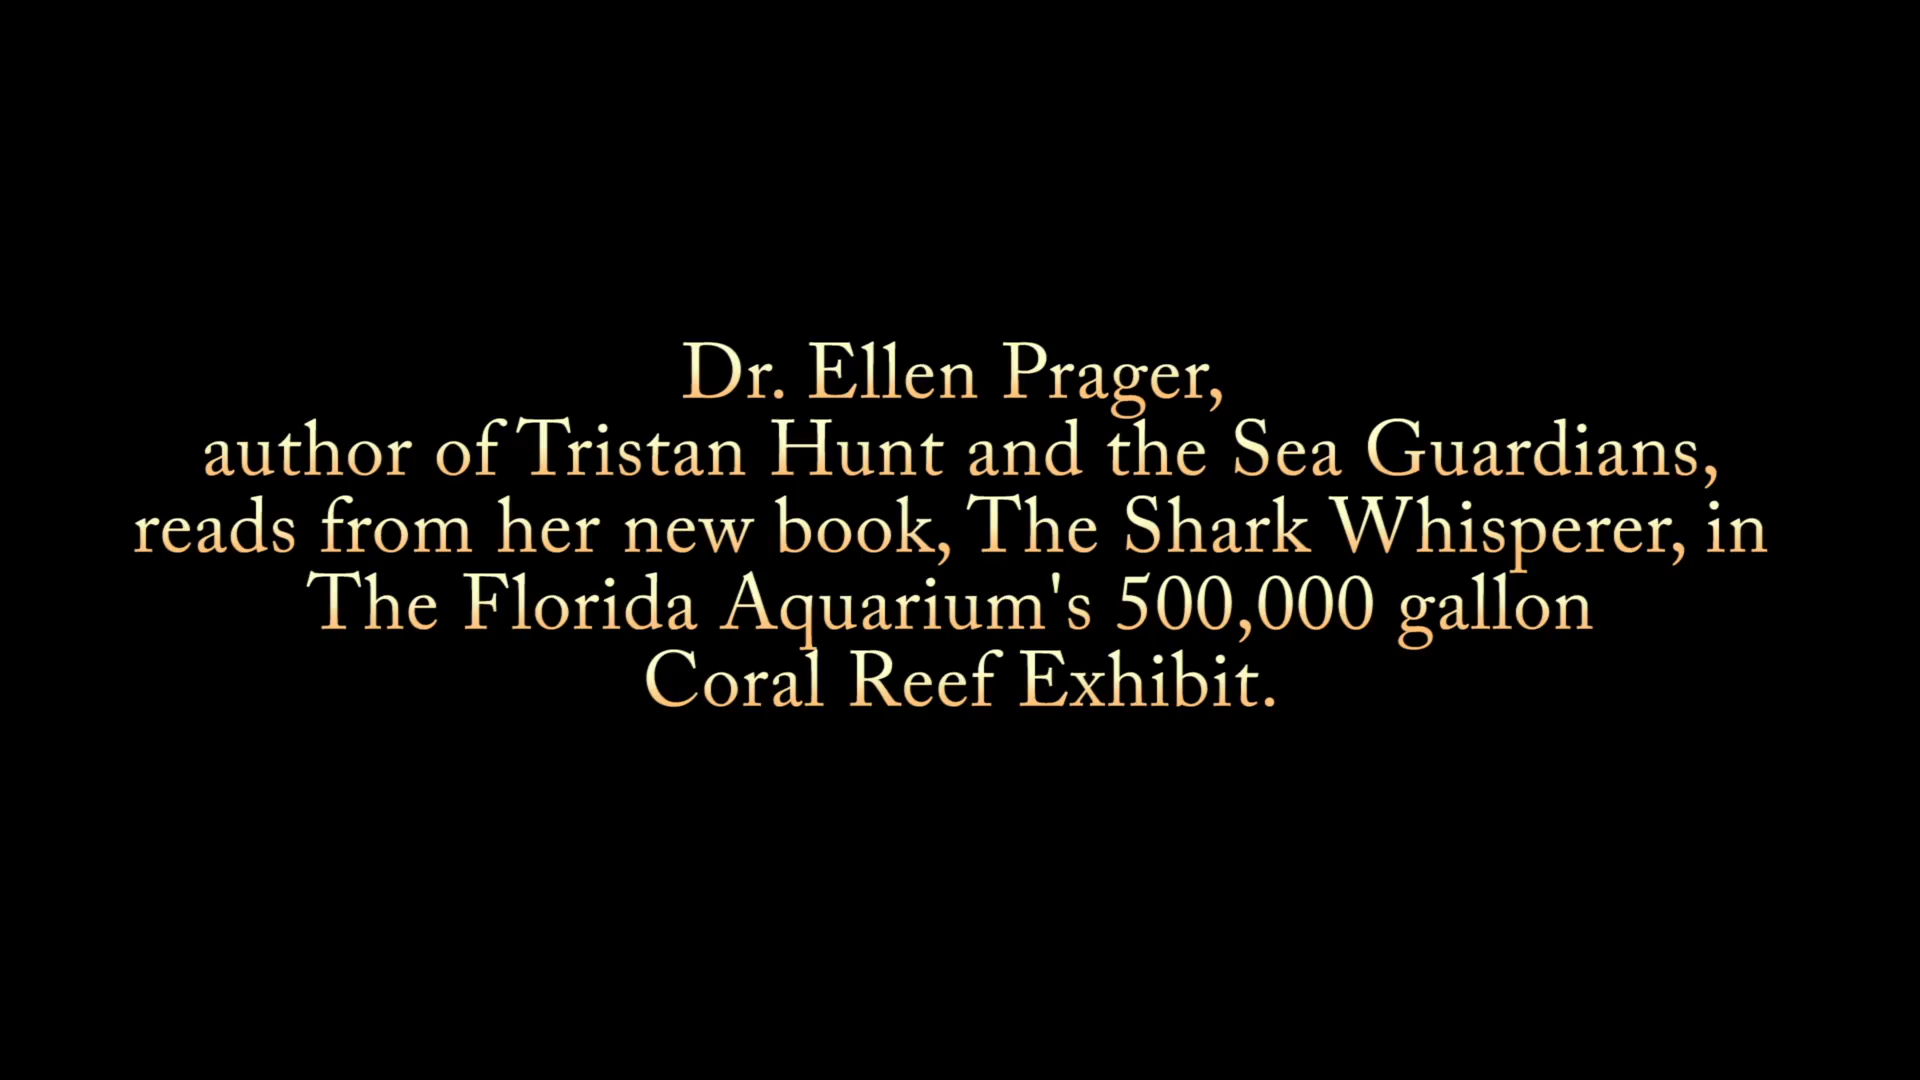 Dr. Ellen Prager,
author of Tristan Hunt and the Sea Guardians,
reads from her new book, The Shark Whisperer, in
The Florida Aquarium's 500,000 gallon
Coral Reef Exhibit.